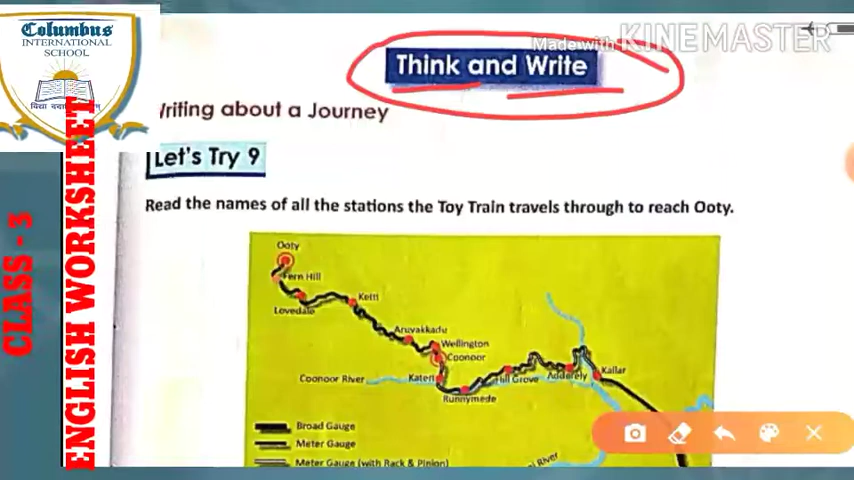 Columbus
INTERNATIONAL
SCHOOL
Made with KINEMASTER
Think and Write
Writing about a Journey
Let's Try 9
Read the names of all the stations the Toy Train travels through to reach Ooty.
CLASS - 3
ENGLISH WORKSHEET
Ooty
Fern Hill
Lovedale
Ketti
Aruvakkadu
Wellington
Coonoor
Coonoor River
Kateri
Runnymede
Hill Grove
Adderely
Kallar
Broad Gauge
Meter Gauge
Meter Gauge (with Rack & Pinion)
River